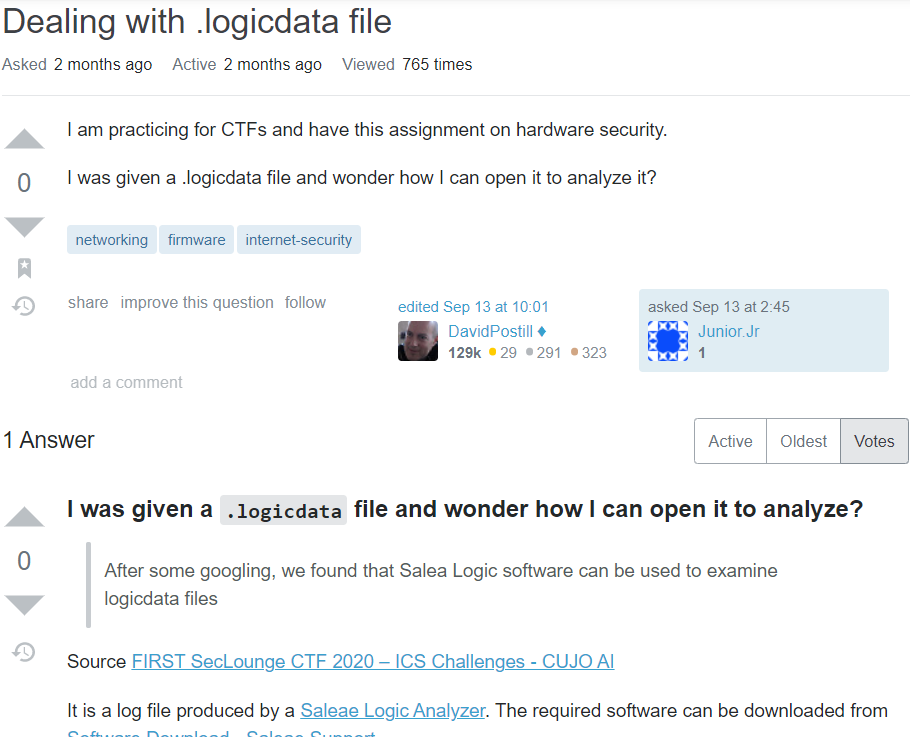 Dealing with .logicdata file
Asked 2 months ago Active 2 months ago Viewed 765 times
I am practicing for CTFs and have this assignment on hardware security.
0
I was given a .logicdata file and wonder how I can open it to analyze it?
networking firmware internet-security
share improve this question follow
edited Sep 13 at 10:01
DavidPostill ♦
129k 29 291 323
asked Sep 13 at 2:45
Junior.Jr
1
add a comment
1 Answer
Active Oldest Votes
I was given a .logicdata file and wonder how I can open it to analyze?
0
After some googling, we found that Salea Logic software can be used to examine
logicdata files
Source FIRST SecLounge CTF 2020 – ICS Challenges - CUJO AI
It is a log file produced by a Saleae Logic Analyzer. The required software can be downloaded from
Software Download - Saleae Support